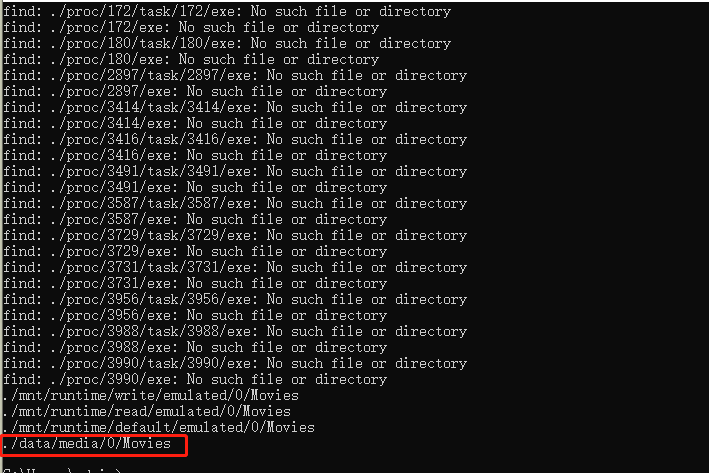 find: ./proc/172/task/172/exe: No such file or directory
find: ./proc/172/exe: No such file or directory
find: ./proc/180/task/180/exe: No such file or directory
find: ./proc/180/exe: No such file or directory
find: ./proc/2897/task/2897/exe: No such file or directory
find: ./proc/2897/exe: No such file or directory
find: ./proc/3414/task/3414/exe: No such file or directory
find: ./proc/3414/exe: No such file or directory
find: ./proc/3416/task/3416/exe: No such file or directory
find: ./proc/3416/exe: No such file or directory
find: ./proc/3491/task/3491/exe: No such file or directory
find: ./proc/3491/exe: No such file or directory
find: ./proc/3587/task/3587/exe: No such file or directory
find: ./proc/3587/exe: No such file or directory
find: ./proc/3729/task/3729/exe: No such file or directory
find: ./proc/3729/exe: No such file or directory
find: ./proc/3731/task/3731/exe: No such file or directory
find: ./proc/3731/exe: No such file or directory
find: ./proc/3956/task/3956/exe: No such file or directory
find: ./proc/3956/exe: No such file or directory
find: ./proc/3988/task/3988/exe: No such file or directory
find: ./proc/3988/exe: No such file or directory
find: ./proc/3990/task/3990/exe: No such file or directory
find: ./proc/3990/exe: No such file or directory
./mnt/runtime/write/emulated/0/Movies
./mnt/runtime/read/emulated/0/Movies
./mnt/runtime/default/emulated/0/Movies
./data/media/0/Movies